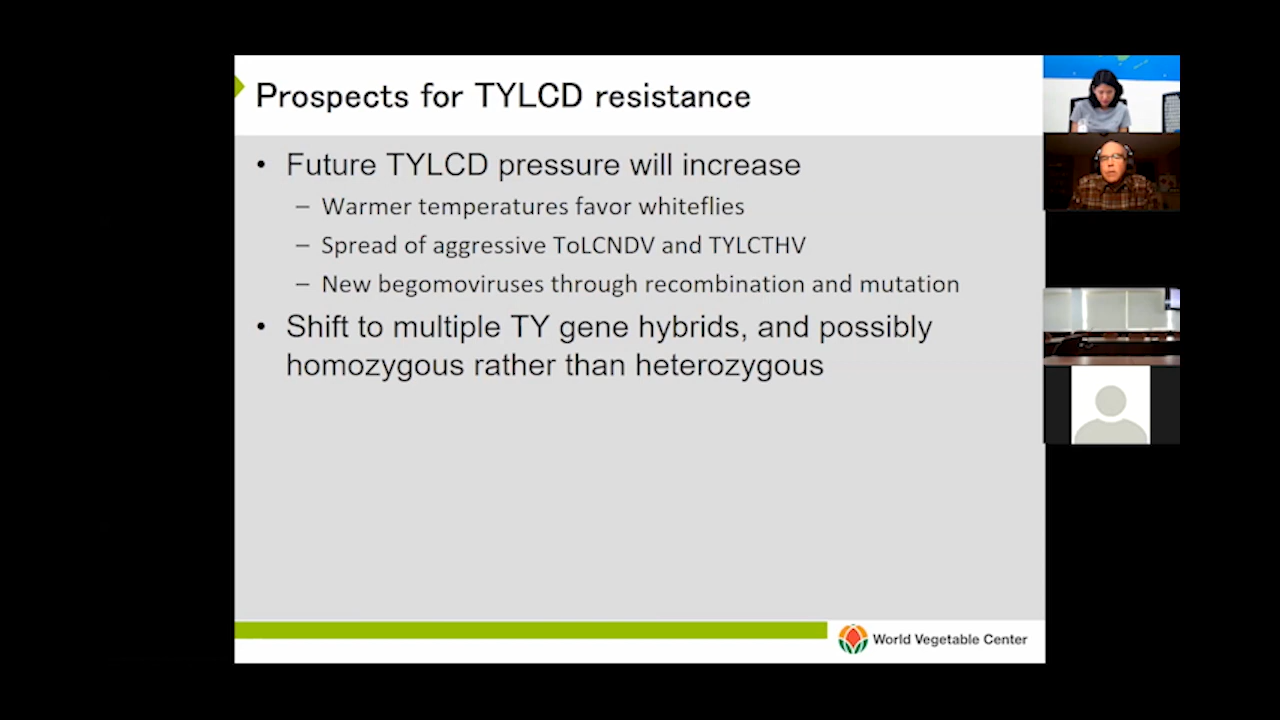 Prospects for TYLCD resistance
• Future TYLCD pressure will increase
– Warmer temperatures favor whiteflies
– Spread of aggressive ToLCNDV and TYLCTHV
– New begomoviruses through recombination and mutation
• Shift to multiple TY gene hybrids, and possibly
homozygous rather than heterozygous
World Vegetable Center